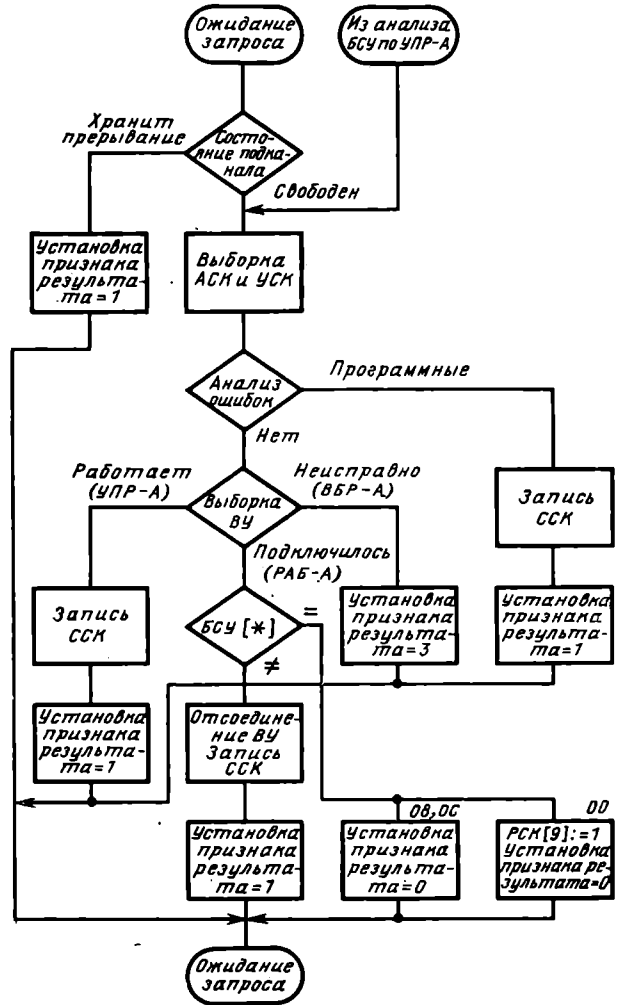 Ожидание
запроса
Из анализа
БСУ по УПР-А
Хранит
прерывание
Состоя-
ние подка-
нала
Свободен
Установка
признака
результа-
та=1
Выборка
АСК и УСК
Анализ
ошибок
Программные
Нет
Работает
(УПР-А)
Неисправно
(ВБР-А)
Выборка
ВУ
Запись
ССК
Подключилось
(РАБ-А)
Запись
ССК
БСУ [*]
=
≠
Установка
признака
результа-
та=3
Установка
признака
результа-
та=1
Установка
признака
результа-
та=1
Отсоедине-
ние ВУ
Запись
ССК
08,0С
00
Установка
признака
результа-
та=1
Установка
признака
результа-
та=0
РСК[9]:=1
Установка
признака ре-
зультата=0
Ожидание
запроса